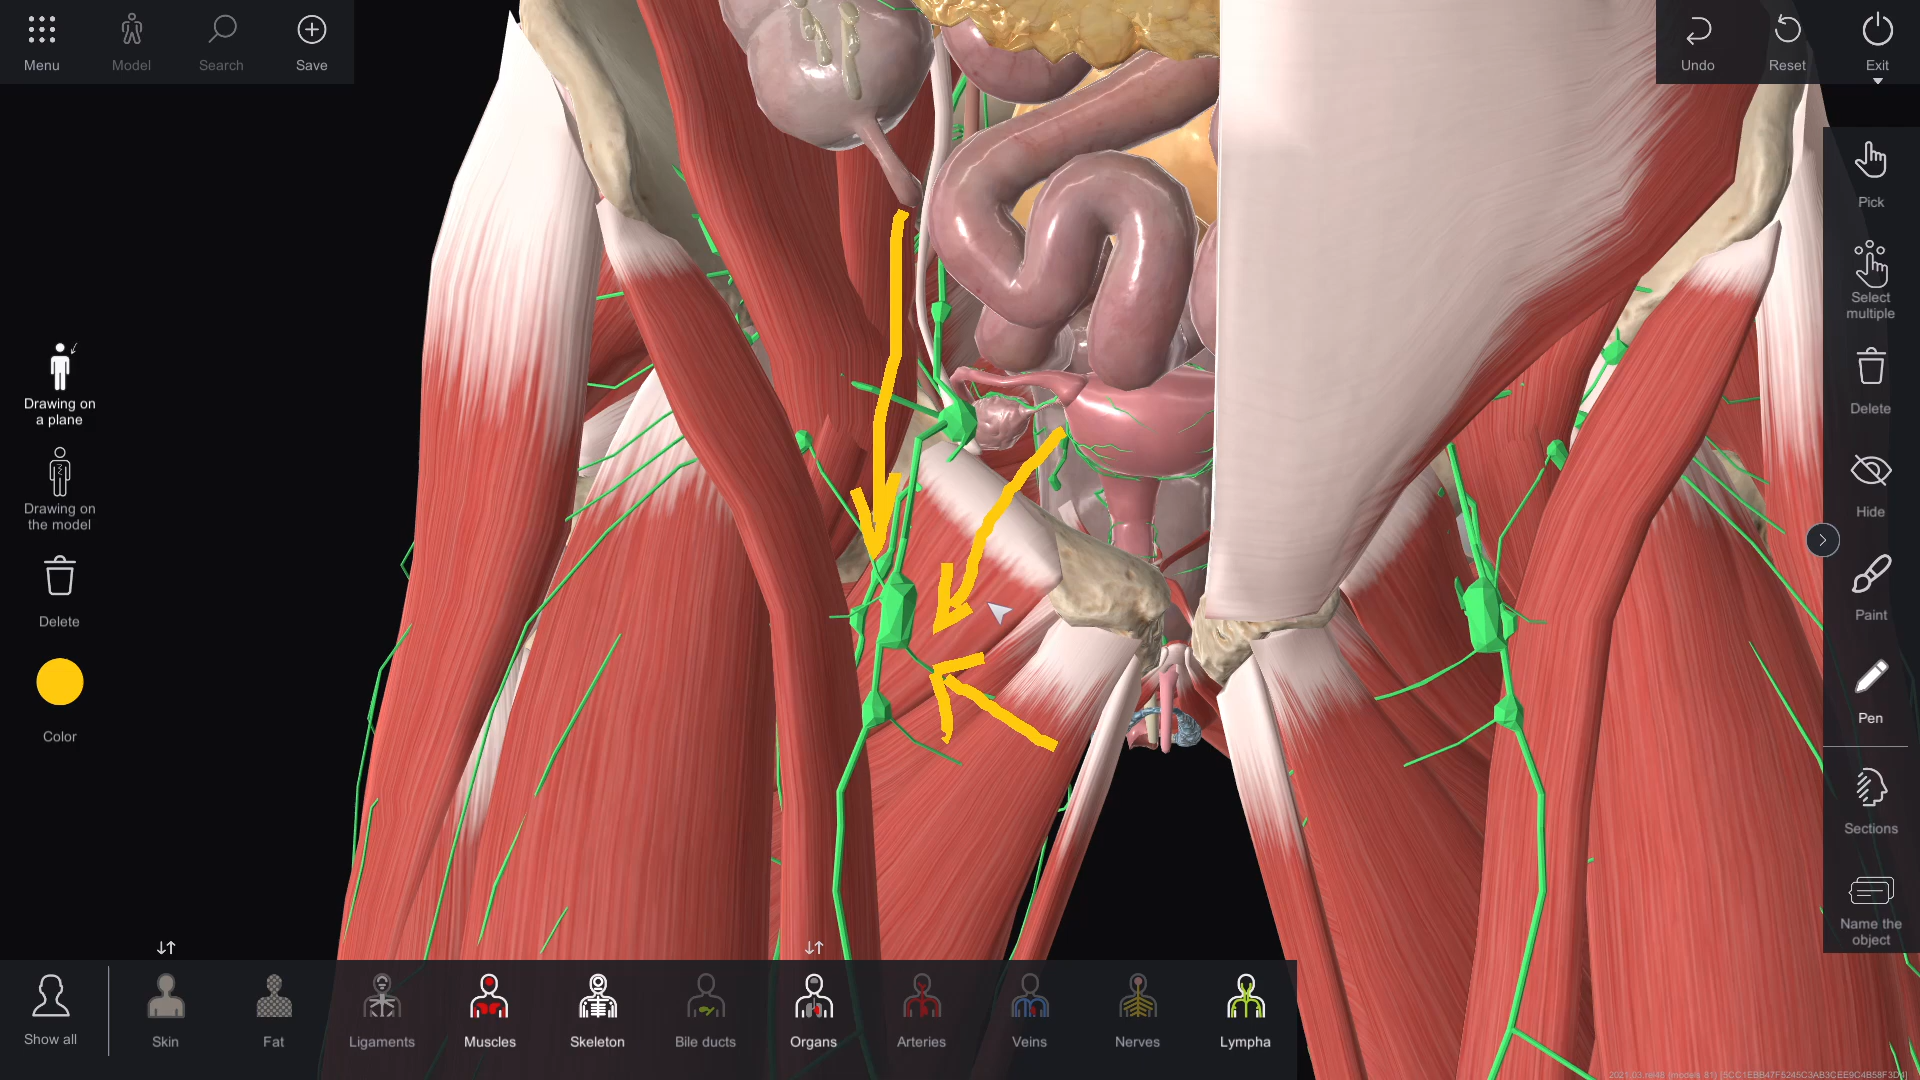 Menu
Model
Search
Save
Undo
Reset
Exit
Pick
Select
multiple
Delete
Hide
Paint
Pen
Sections
Name the
object
Drawing on
a plane
Drawing on
the model
Delete
Color
Show all
Skin
Fat
Ligaments
Muscles
Skeleton
Bile ducts
Organs
Arteries
Veins
Nerves
Lympha